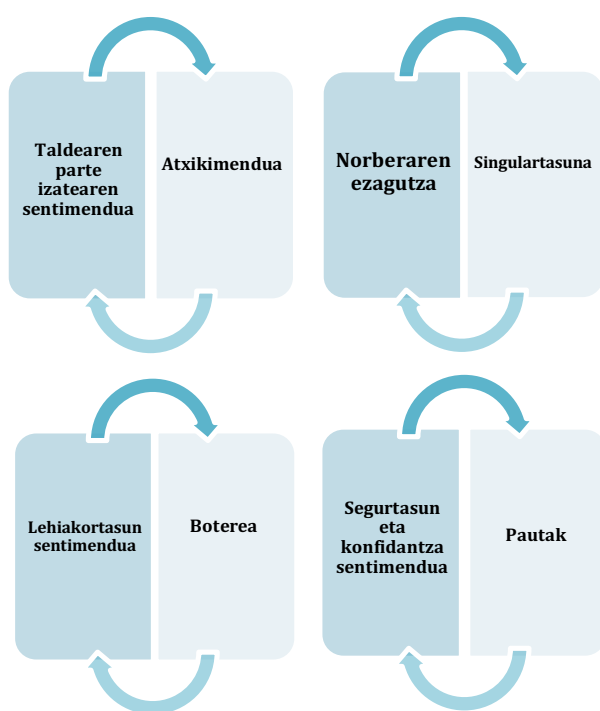 Taldearen
parte
izatearen
sentimendua
Atxikimendua
Norberaren
ezagutza
Singulartasuna
Lehiakortasun
sentimendua
Boterea
Segurtasun
eta
konfidantza
sentimendua
Pautak